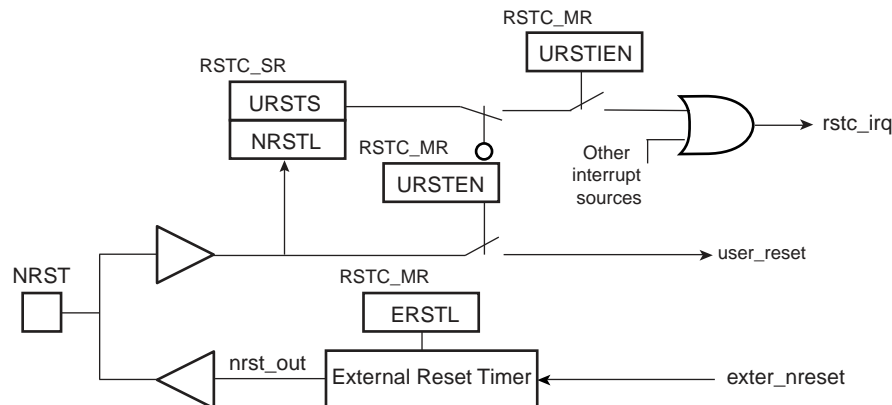 RSTC_MR
URSTIEN
RSTC_SR
URSTS
NRSTL
rstc_irq
RSTC_MR
Other
interrupt
sources
URSTEN
user_reset
NRST
RSTC_MR
ERSTL
nrst_out
External Reset Timer
exter_nreset